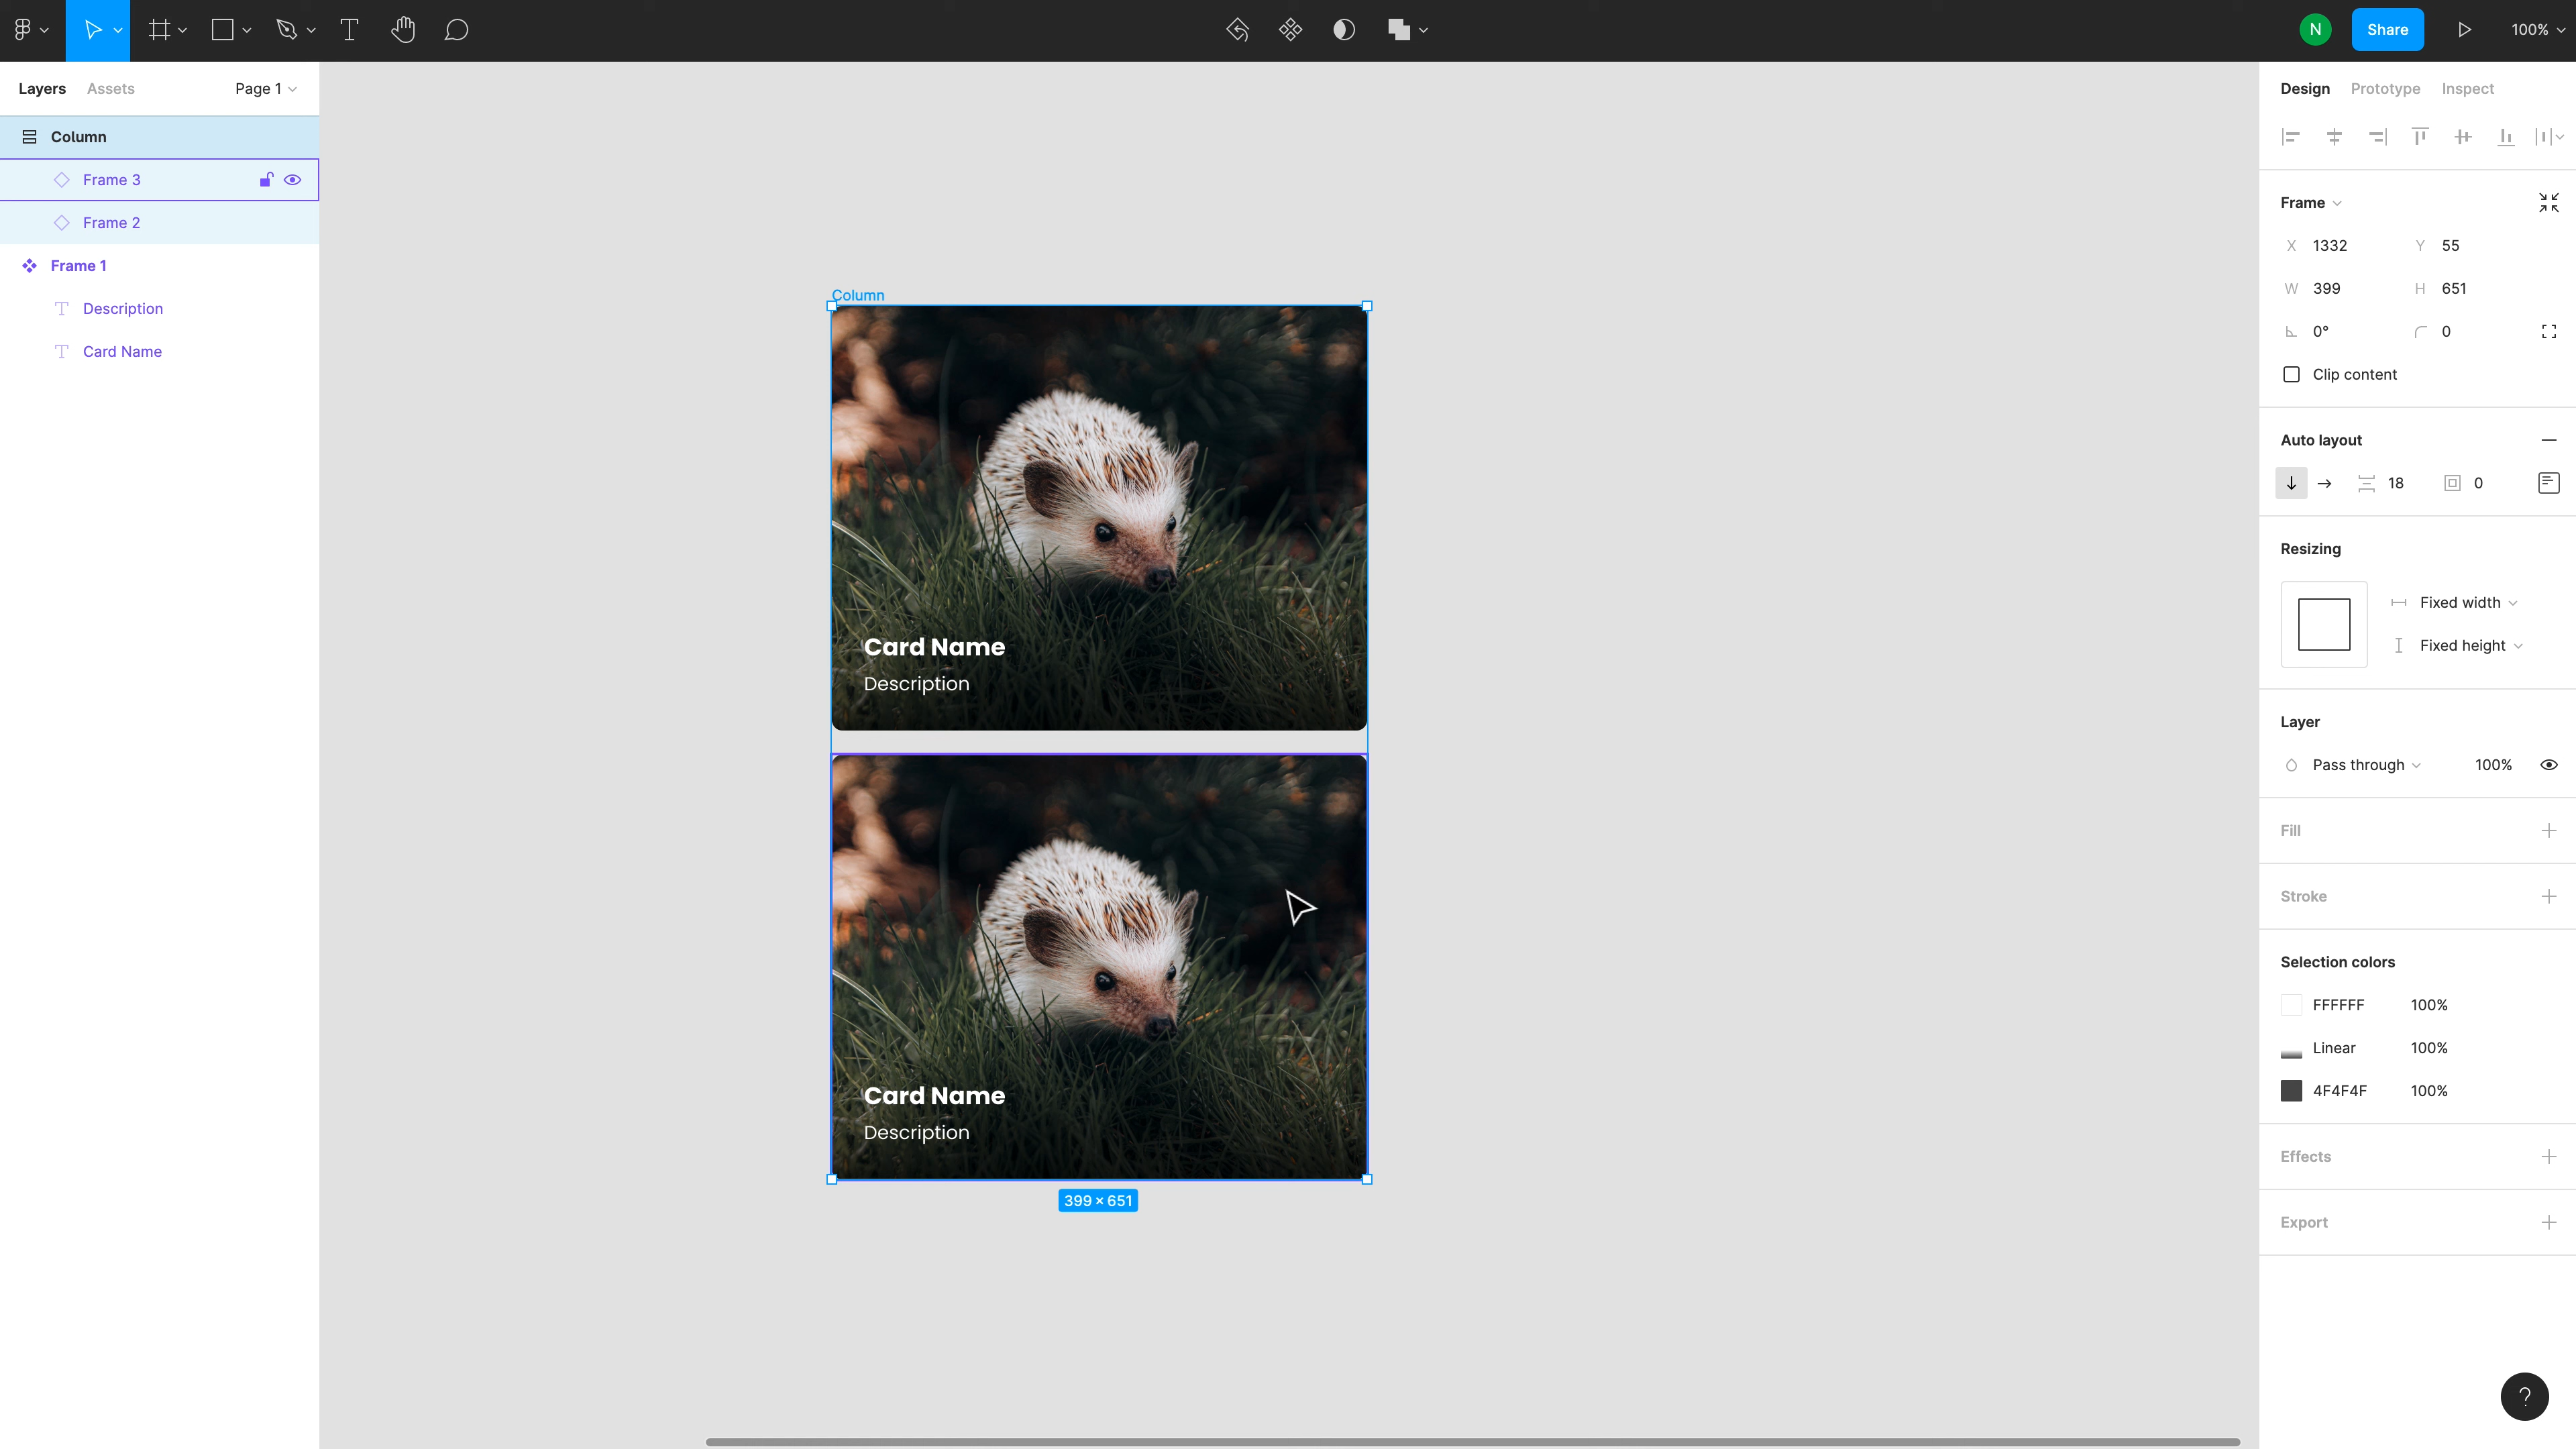 N
Share
100%
Layers
Assets
Page 1
Column
Frame 3
Frame 2
Frame 1
Description
Card Name
Column
Card Name
Description
Card Name
Description
399 × 651
Design
Prototype
Inspect
Frame
X 1332 Y 55
W 399 H 651
0° 0
Clip content
Auto layout
18 0
Resizing
Fixed width
Fixed height
Layer
Pass through 100%
Fill
Stroke
Selection colors
FFFFFF 100%
Linear 100%
4F4F4F 100%
Effects
Export
?